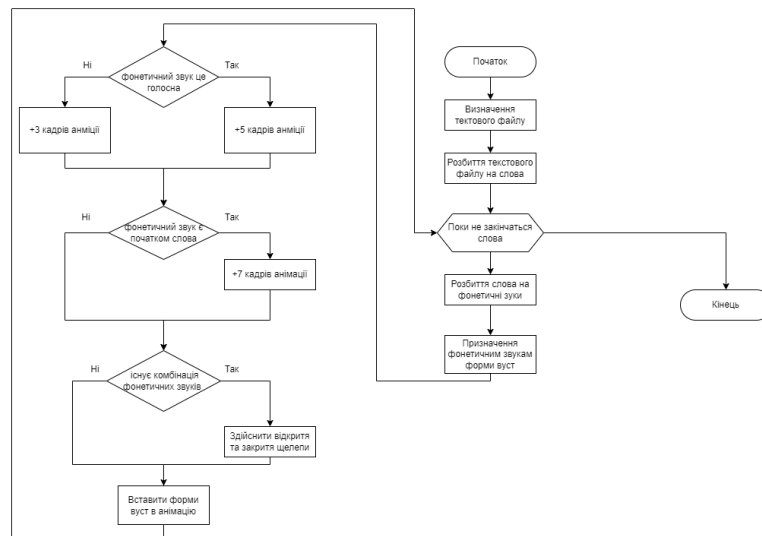 Початок
Визначення
тектового файлу
Розбиття текстового
файлу на слова
Поки не закінчаться
слова
Кінець
Розбиття слова на
фонетичні зуки
Призначення
фонетичним звукам
форми вуст
фонетичний звук це
голосна
Ні
Так
+3 кадрів анміції
+5 кадрів анміції
фонетичний звук є
початком слова
Ні
Так
+7 кадрів анімації
існує комбінація
фонетичних звуків
Ні
Так
Здійснити відкритя
та закритя щелепи
Вставити форми
вуст в анімацію